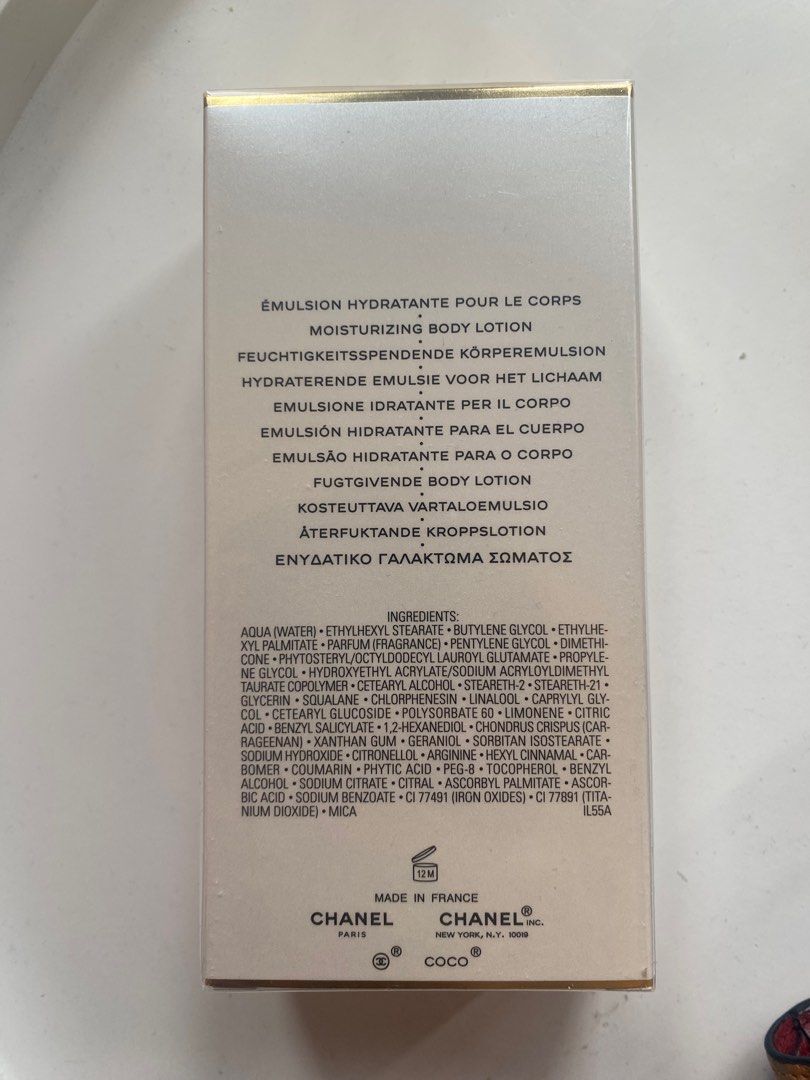 ÉMULSION HYDRATANTE POUR LE CORPS
•
MOISTURIZING BODY LOTION
•
FEUCHTIGKEITSSPENDENDE KÖRPEREMULSION
•
HYDRATERENDE EMULSIE VOOR HET LICHAAM
•
EMULSIONE IDRATANTE PER IL CORPO
•
EMULSIÓN HIDRATANTE PARA EL CUERPO
•
EMULSÃO HIDRATANTE PARA O CORPO
•
FUGTGIVENDE BODY LOTION
•
KOSTEUTTAVA VARTALOEMULSIO
•
ÅTERFUKTANDE KROPPSLOTION
•
ΕΝΥΔΑΤΙΚΟ ΓΑΛΑΚΤΩΜΑ ΣΩΜΑΤΟΣ
INGREDIENTS:
AQUA (WATER) • ETHYLHEXYL STEARATE • BUTYLENE GLYCOL • ETHYLHE-
XYL PALMITATE • PARFUM (FRAGRANCE) • PENTYLENE GLYCOL • DIMETHI-
CONE • PHYTOSTERYL/OCTYLDODECYL LAUROYL GLUTAMATE • PROPYLE-
NE GLYCOL • HYDROXYETHYL ACRYLATE/SODIUM ACRYLOYLDIMETHYL
TAURATE COPOLYMER • CETEARYL ALCOHOL • STEARETH-2 • STEARETH-21 •
GLYCERIN • SQUALANE • CHLORPHENESIN • LINALOOL • CAPRYLYL GLY-
COL • CETEARYL GLUCOSIDE • POLYSORBATE 60 • LIMONENE • CITRIC
ACID • BENZYL SALICYLATE • 1,2-HEXANEDIOL • CHONDRUS CRISPUS (CAR-
RAGEENAN) • XANTHAN GUM • GERANIOL • SORBITAN ISOSTEARATE •
SODIUM HYDROXIDE • CITRONELLOL • ARGININE • HEXYL CINNAMAL • CAR-
BOMER • COUMARIN • PHYTIC ACID • PEG-8 • TOCOPHEROL • BENZYL
ALCOHOL • SODIUM CITRATE • CITRAL • ASCORBYL PALMITATE • ASCOR-
BIC ACID • SODIUM BENZOATE • CI 77491 (IRON OXIDES) • CI 77891 (TITA-
NIUM DIOXIDE) • MICA IL55A
12 M
MADE IN FRANCE
CHANEL CHANEL® INC.
PARIS NEW YORK, N.Y. 10019
® COCO®